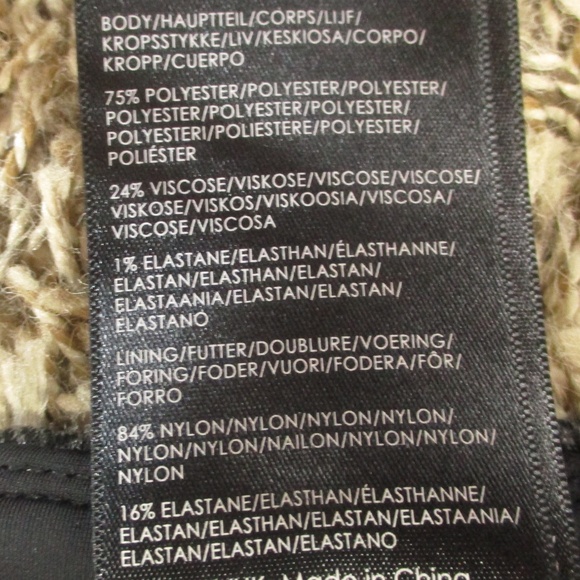 BODY/HAUPTTEIL/CORPS/LIJF/
KROPSSTYKKE/LIV/KESKIOSA/CORPO/
KROPP/CUERPO
75% POLYESTER/POLYESTER/POLYESTER/
POLYESTER/POLYESTER/POLYESTER/
POLYESTERI/POLIESTERE/POLYESTER/
POLIÉSTER
24% VISCOSE/VISKOSE/VISCOSE/VISCOSE/
VISKOSE/VISKOS/VISKOOSIA/VISCOSA/
VISCOSE/VISCOSA
1% ELASTANE/ELASTHAN/ÉLASTHANNE/
ELASTAN/ELASTHAN/ELASTAN/
ELASTAANIA/ELASTAN/ELASTAN/
ELASTANO
LINING/FUTTER/DOUBLURE/VOERING/
FORING/FODER/VUORI/FODERA/FÔR/
FORRO
84% NYLON/NYLON/NYLON/NYLON/
NYLON/NYLON/NAILON/NYLON/NYLON/
NYLON
16% ELASTANE/ELASTHAN/ÉLASTHANNE/
ELASTAN/ELASTHAN/ELASTAN/ELASTAANIA/
ELASTAN/ELASTAN/ELASTANO
Made in China